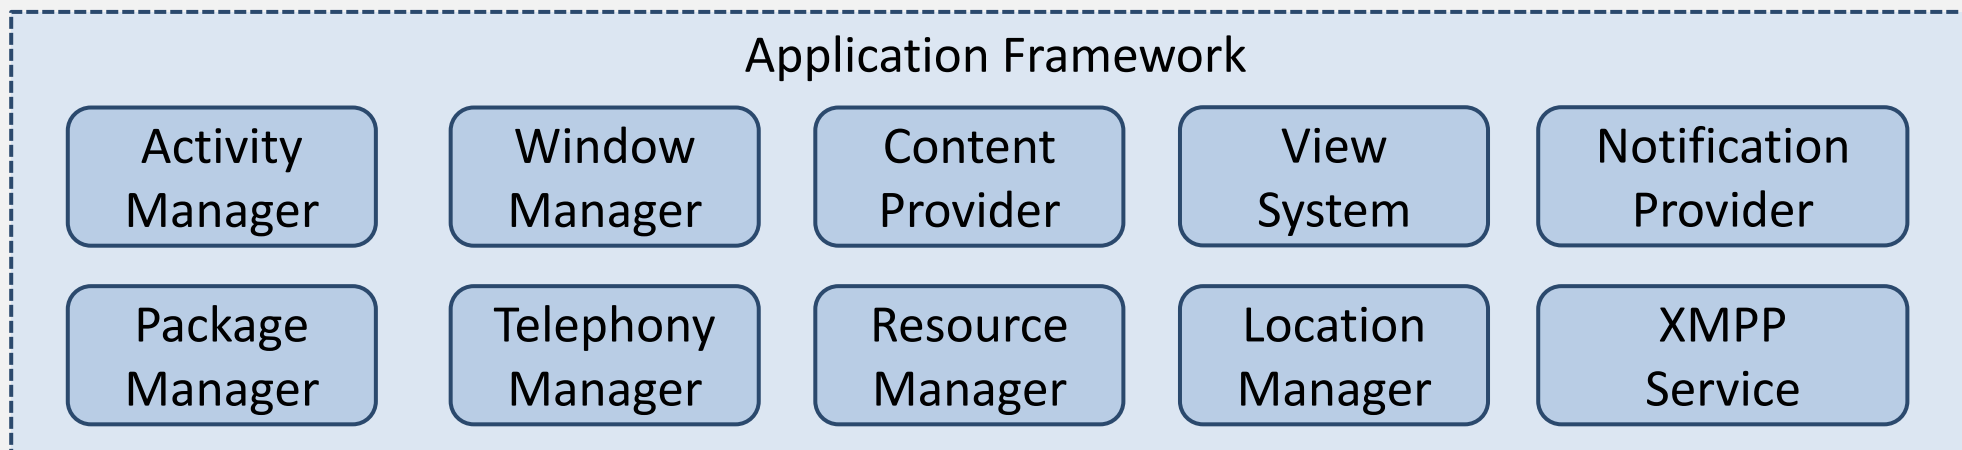 Application Framework
Activity
Manager
Window
Manager
Content
Provider
View
System
Notification
Provider
Package
Manager
Telephony
Manager
Resource
Manager
Location
Manager
XMPP
Service